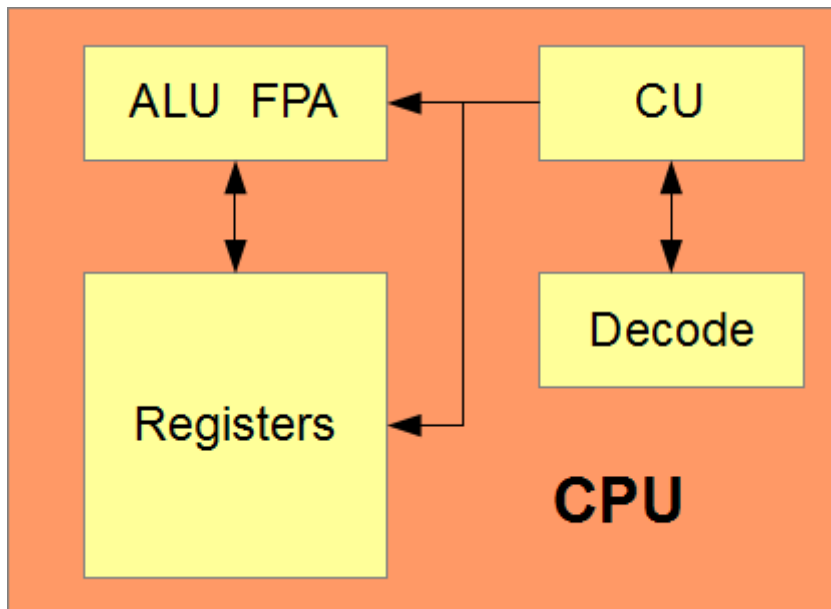 ALU FPA
CU
Decode
Registers
CPU